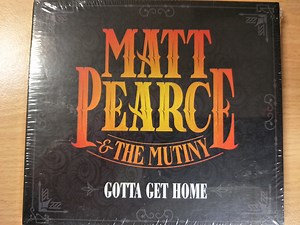 MATT
PEARCE
& THE MUTINY
GOTTA GET HOME